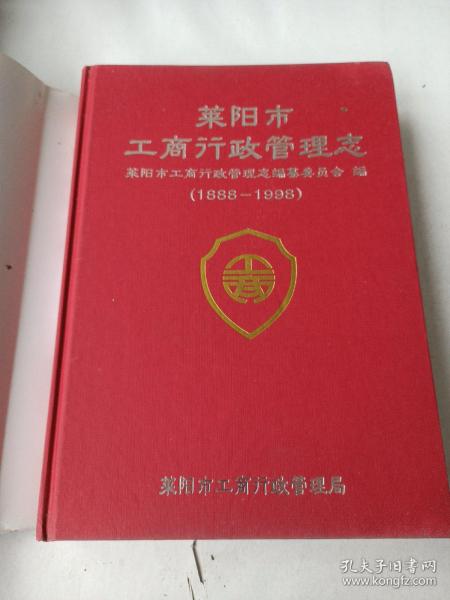 莱阳市
工商行政管理志
莱阳市工商行政管理志编纂委员会 编
(1888-1998)
工商
莱阳市工商行政管理局
孔夫子旧书网
www.kongfz.com